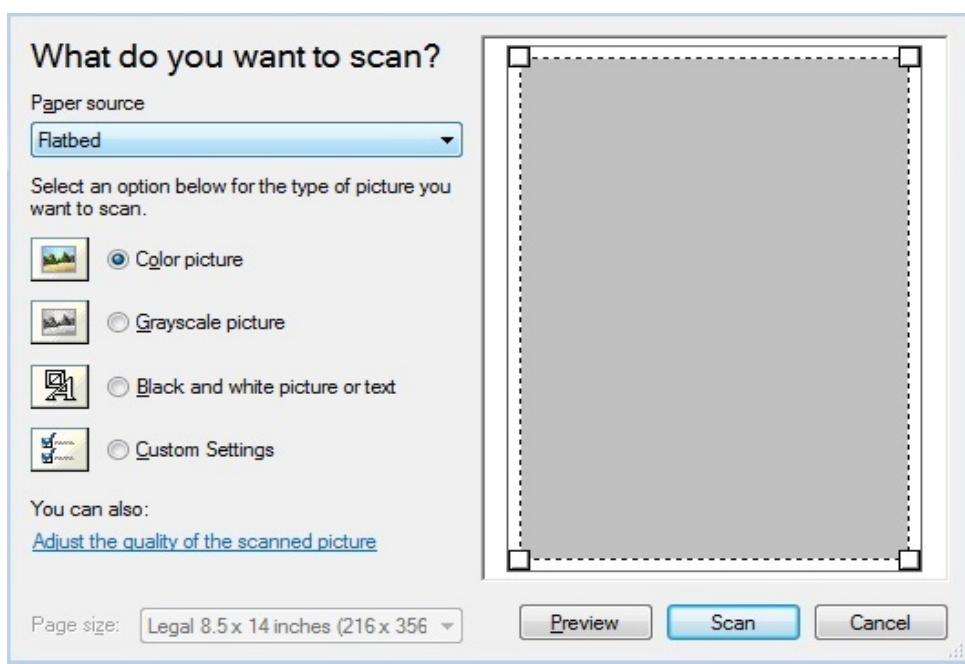 What do you want to scan?
Paper source
Flatbed
Select an option below for the type of picture you
want to scan.
Color picture
Grayscale picture
Black and white picture or text
Custom Settings
You can also:
Adjust the quality of the scanned picture
Page size: Legal 8.5 x 14 inches (216 x 356
Preview Scan Cancel